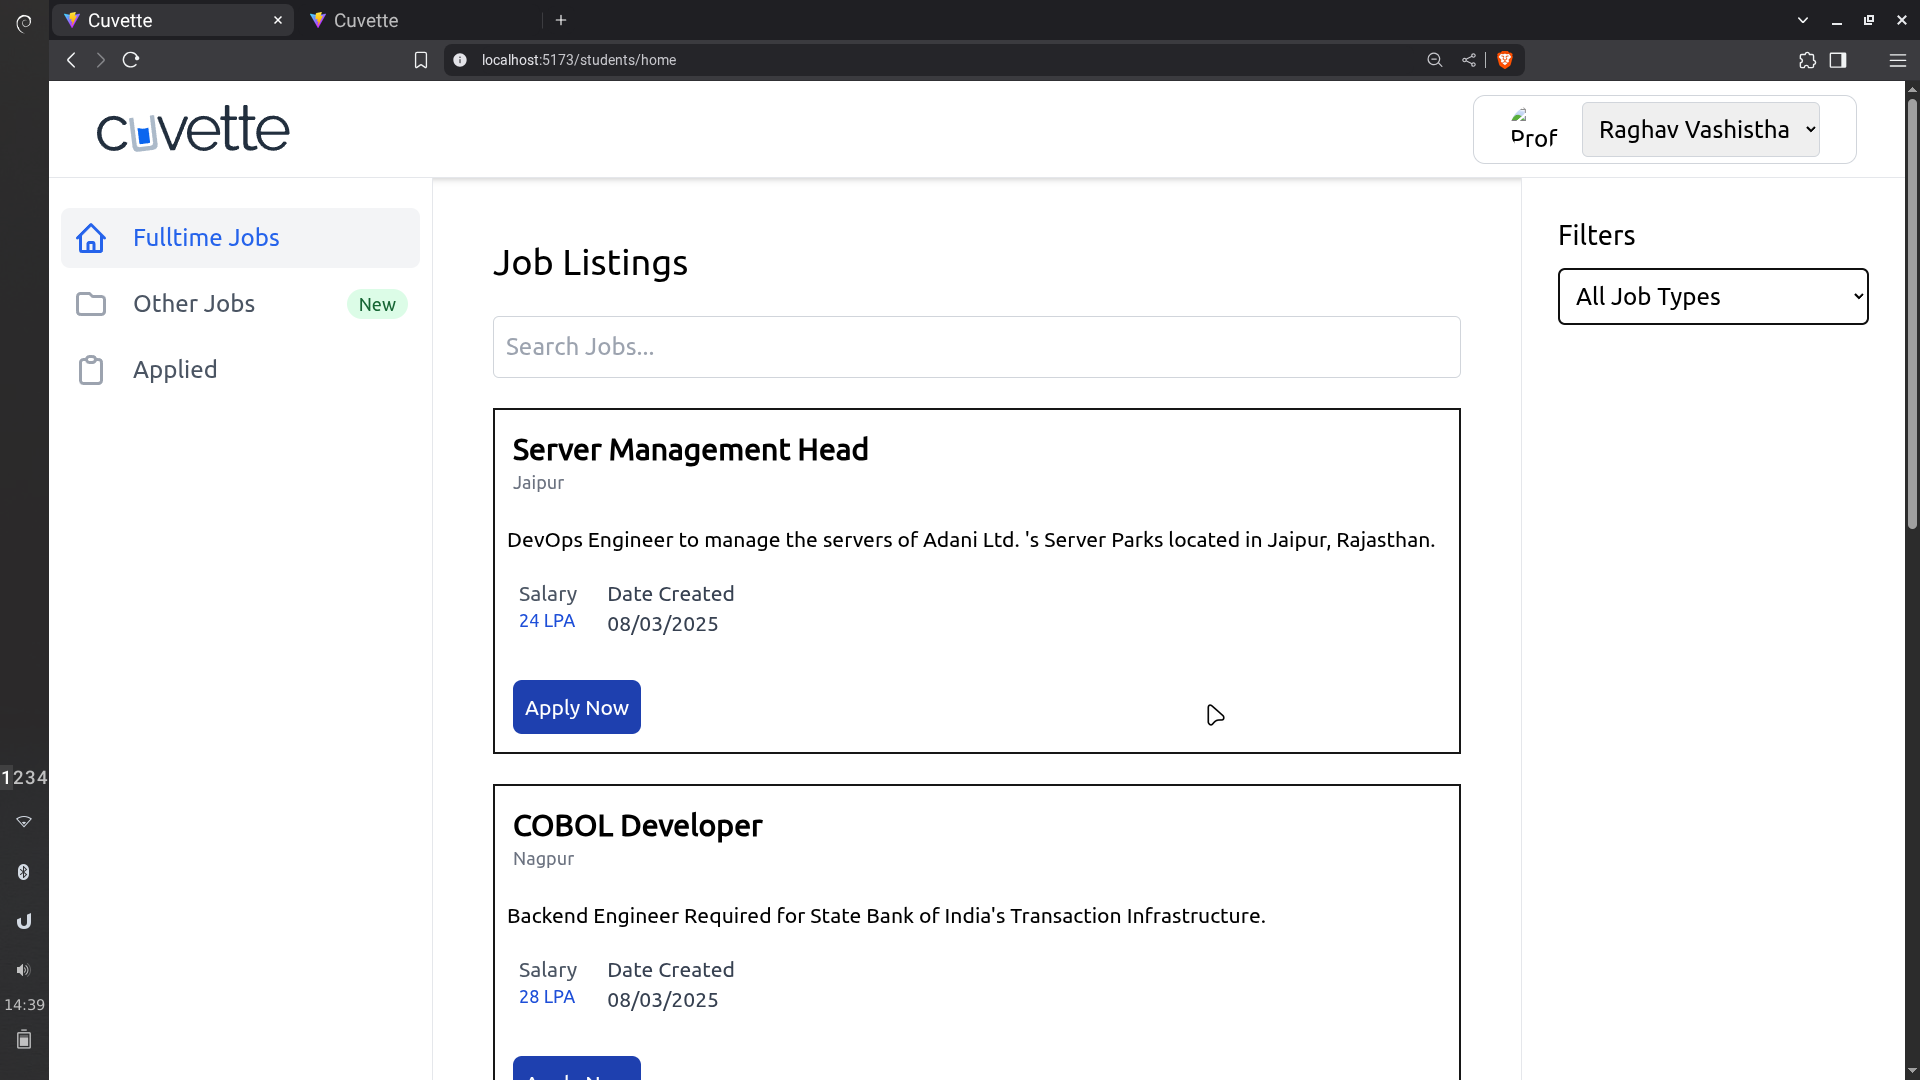 Cuvette
Cuvette
localhost:5173/students/home
cuvette
Prof
Raghav Vashistha
Fulltime Jobs
Other Jobs
New
Applied
Job Listings
Search Jobs...
Server Management Head
Jaipur
DevOps Engineer to manage the servers of Adani Ltd. 's Server Parks located in Jaipur, Rajasthan.
Salary
24 LPA
Date Created
08/03/2025
Apply Now
COBOL Developer
Nagpur
Backend Engineer Required for State Bank of India's Transaction Infrastructure.
Salary
28 LPA
Date Created
08/03/2025
Filters
All Job Types
1234
14:39